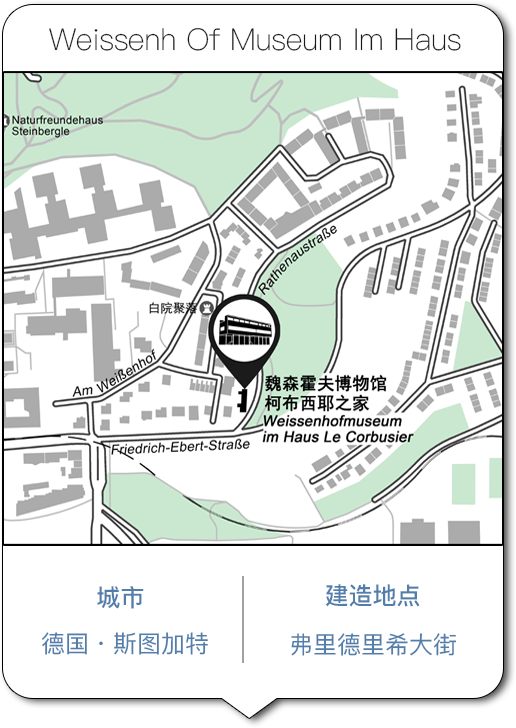 Weissenh Of Museum Im Haus
Naturfreundehaus
Steinbergle
Rathenaustraße
白院聚落
Am Weißenhof
魏森霍夫博物馆
柯布西耶之家
Weissenhofmuseum
im Haus Le Corbusier
Friedrich-Ebert-Straße
城市
建造地点
德国·斯图加特
弗里德里希大街